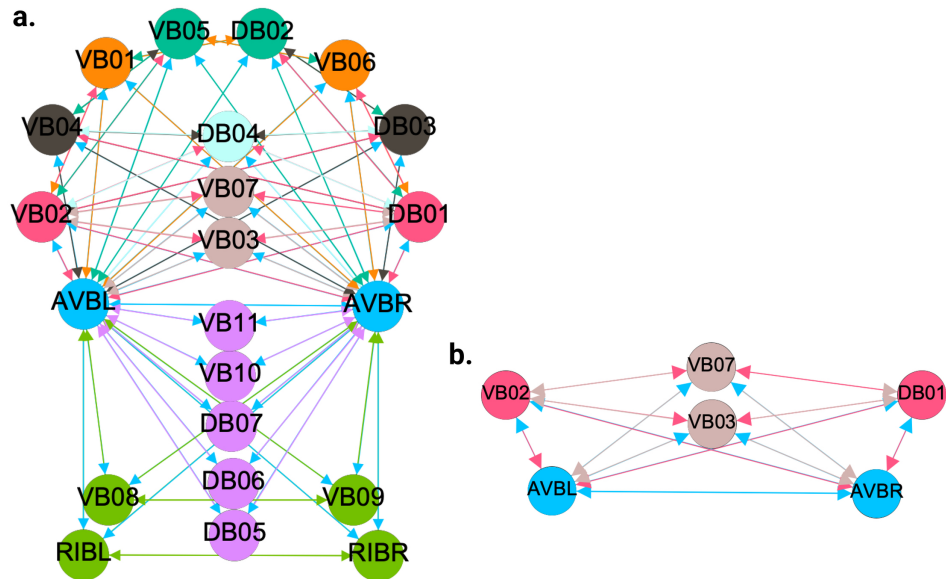 a.
VB05 DB02
VB01 VB06
VB04 DB04 DB03
VB07
VB02 DB01
VB03
AVBL AVBR
VB11
VB10
DB07
DB06
VB08 VB09
DB05
RIBL RIBR
b.
VB07
VB02 DB01
VB03
AVBL AVBR